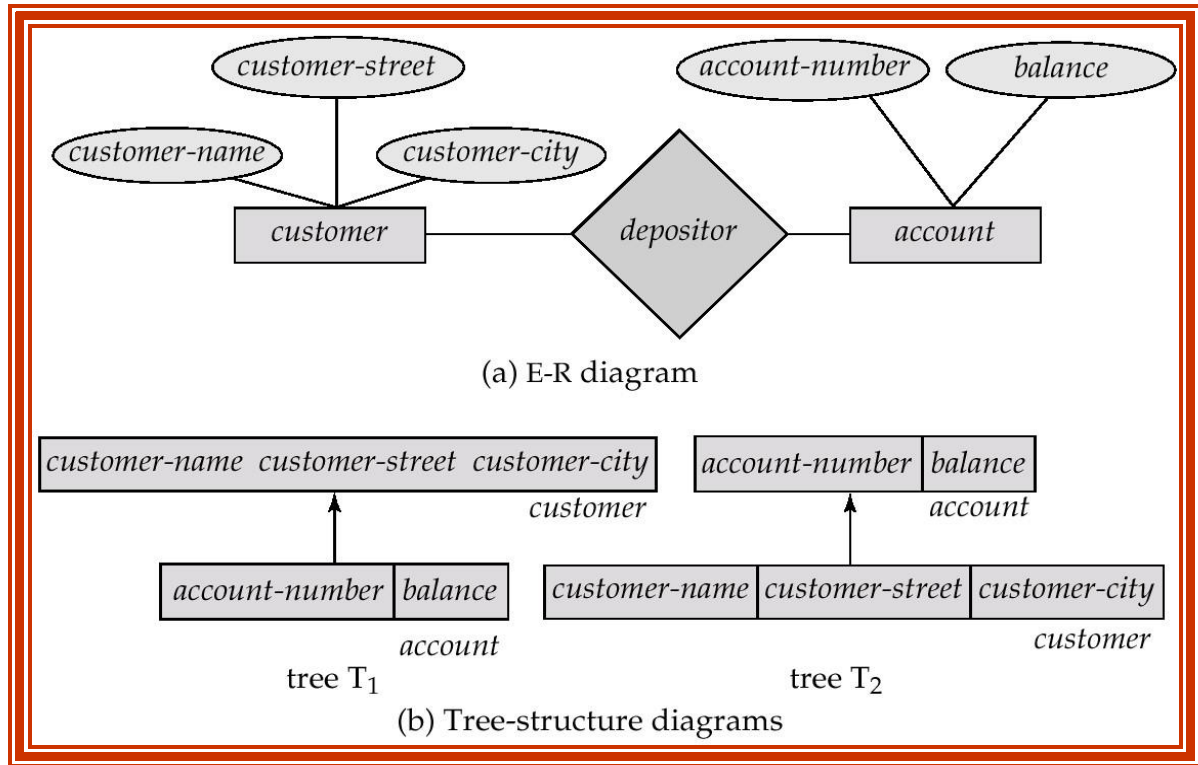 customer-street
account-number
balance
customer-name
customer-city
customer
depositor
account
(a) E-R diagram
customer-name customer-street customer-city
customer
account-number balance
account
tree T1
account-number balance
account
customer-name customer-street customer-city
customer
tree T2
(b) Tree-structure diagrams